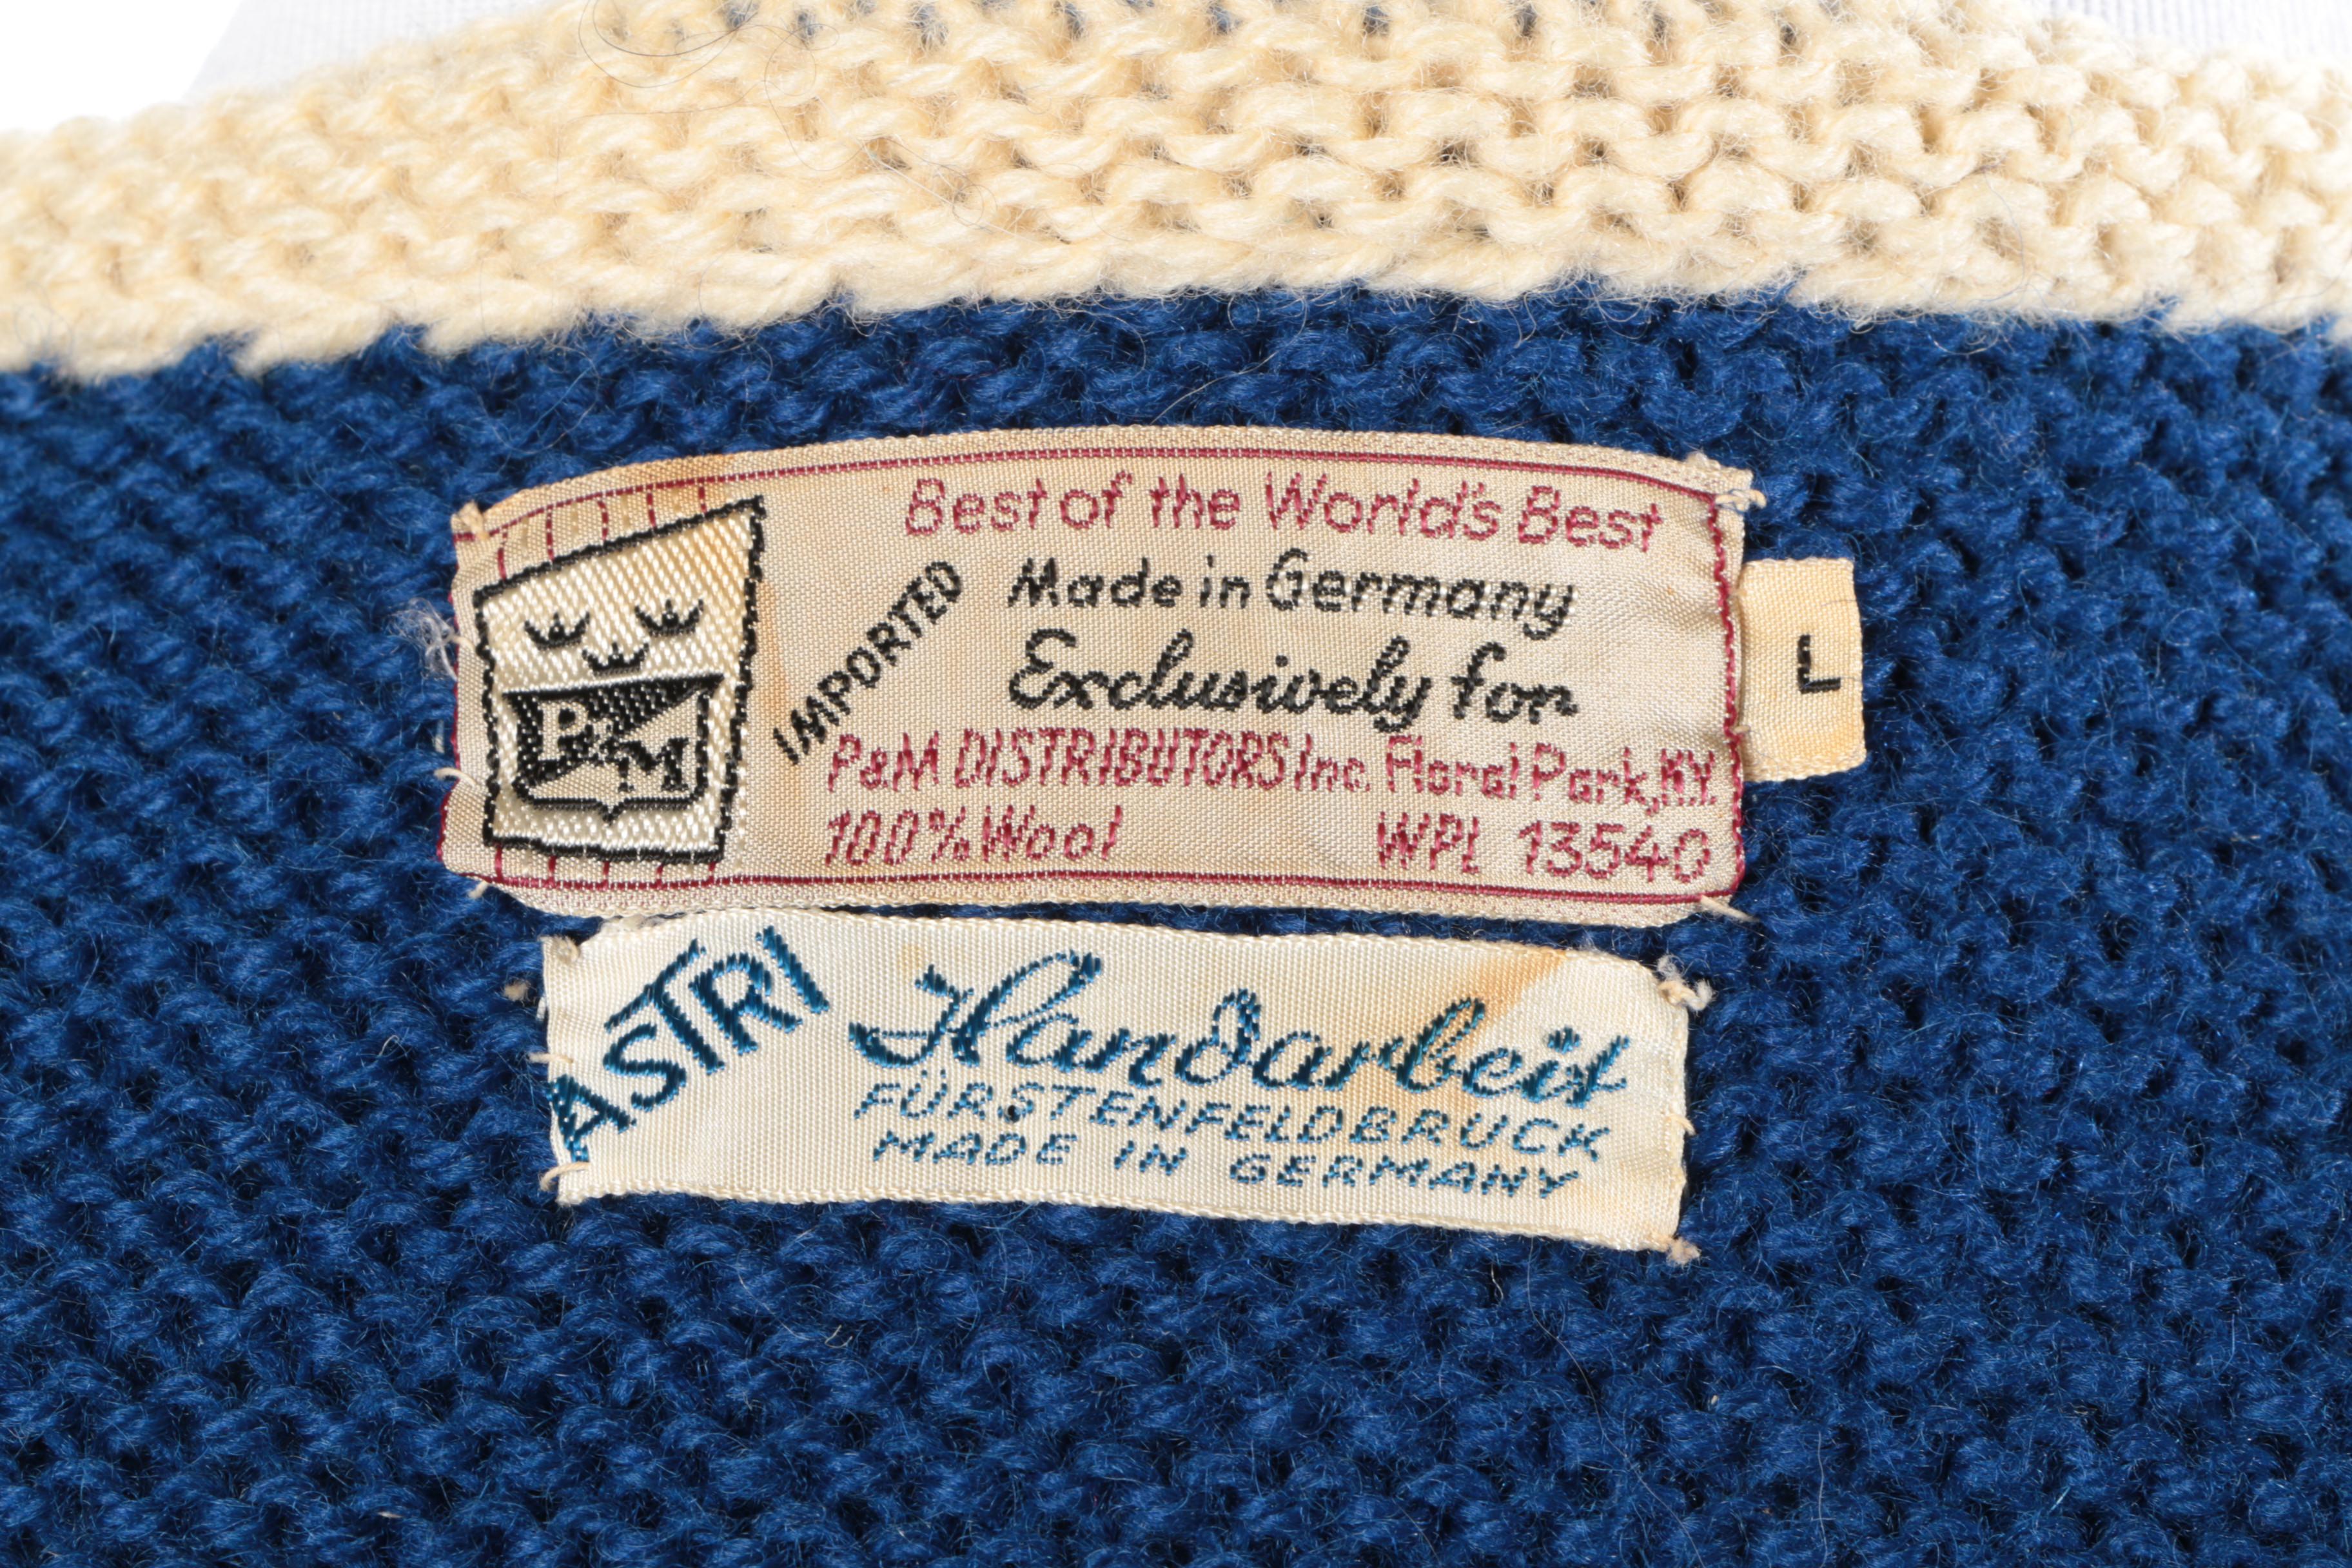 Best of the World's Best
IMPORTED
Made in Germany
Exclusively for
P&M
P&M DISTRIBUTORS Inc. Floral Park, N.Y.
100% Wool WPL 13540
L
ASTRI
Handarbeit
FÜRSTENFELDBRUCK
MADE IN GERMANY